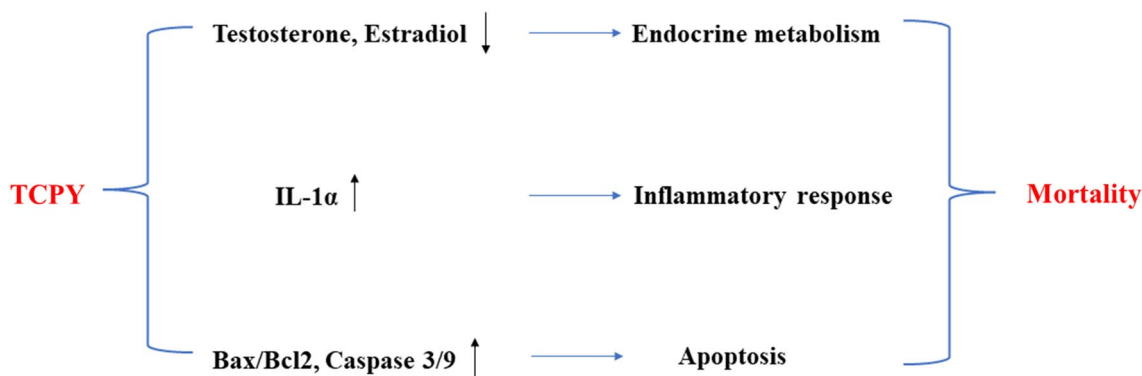 Testosterone, Estradiol
Endocrine metabolism
TCPY
IL-1α
Inflammatory response
Mortality
Bax/Bcl2, Caspase 3/9
Apoptosis